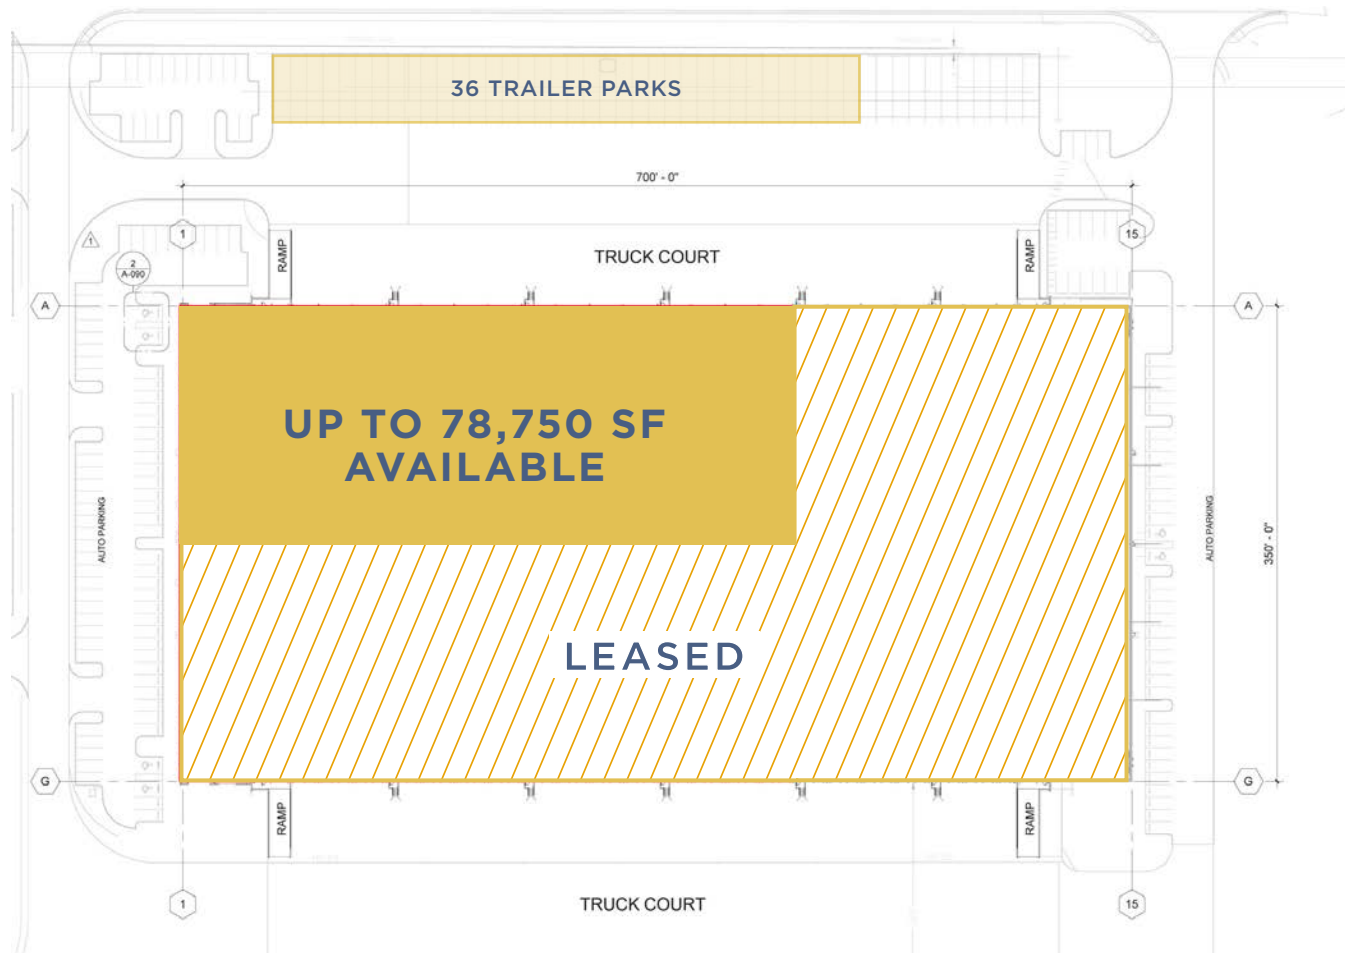 36 TRAILER PARKS
700' - 0"
1
1
15
2
A-090
RAMP
TRUCK COURT
RAMP
A
A
UP TO 78,750 SF
AVAILABLE
AUTO PARKING
AUTO PARKING
350' - 0"
LEASED
G
G
RAMP
RAMP
1
TRUCK COURT
15